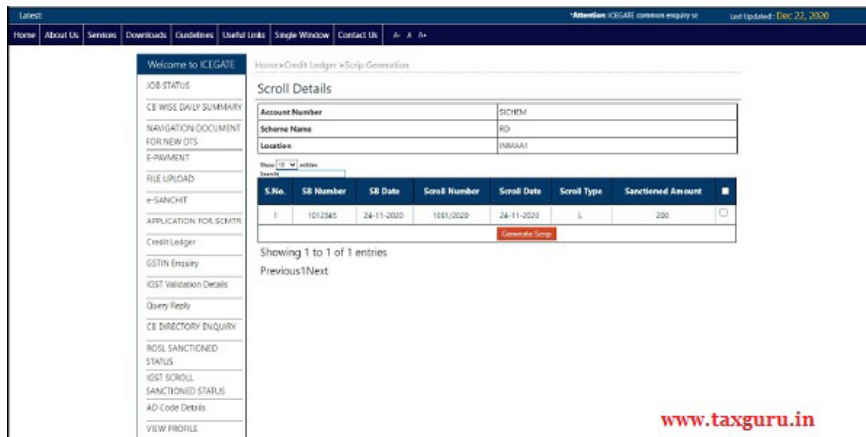 Latest:
*Attention: ICEGATE common enquiry se
Last Updated : Dec 22, 2020
Home About Us Services Downloads Guidelines Useful Links Single Window Contact Us A- A A+
Welcome to ICEGATE
JOB STATUS
CB WISE DAILY SUMMARY
NAVIGATION DOCUMENT
FOR NEW OTS
E-PAYMENT
FILE UPLOAD
e-SANCHIT
APPLICATION FOR SCMTR
Credit Ledger
GSTIN Enquiry
IGST Validation Details
Query Reply
CB DIRECTORY ENQUIRY
ROSL SANCTIONED
STATUS
IGST SCROLL
SANCTIONED STATUS
AD Code Details
VIEW PROFILE
Home»Credit Ledger »Scrip Generation
Scroll Details
Account Number SICHEM
Scheme Name RD
Location INMAA1
Show 10 entries
Search
S.No. SB Number SB Date Scroll Number Scroll Date Scroll Type Sanctioned Amount
1 1012345 24-11-2020 1001/2020 24-11-2020 L 200
Generate Scrip
Showing 1 to 1 of 1 entries
Previous1Next
www.taxguru.in